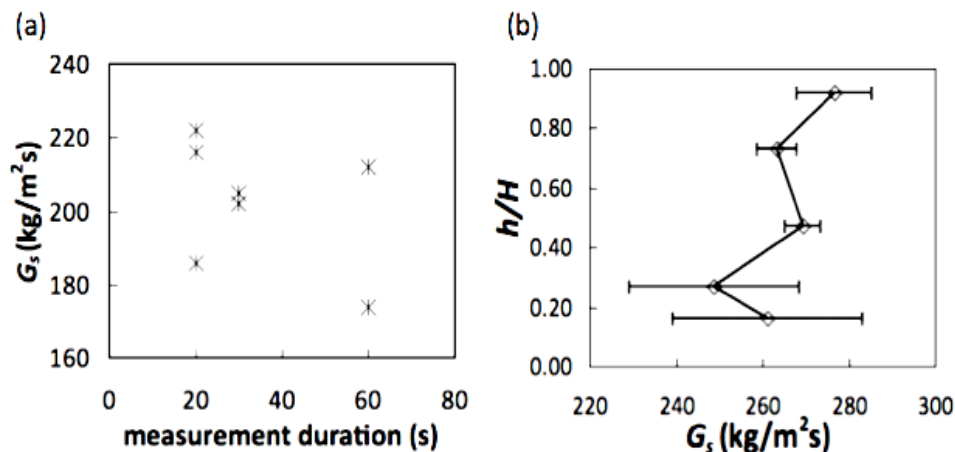 (a)
240
220
200
180
160
Gs (kg/m²s)
0 20 40 60 80
measurement duration (s)
(b)
1.00
0.80
0.60
0.40
0.20
0.00
h/H
220 240 260 280 300
Gs (kg/m²s)